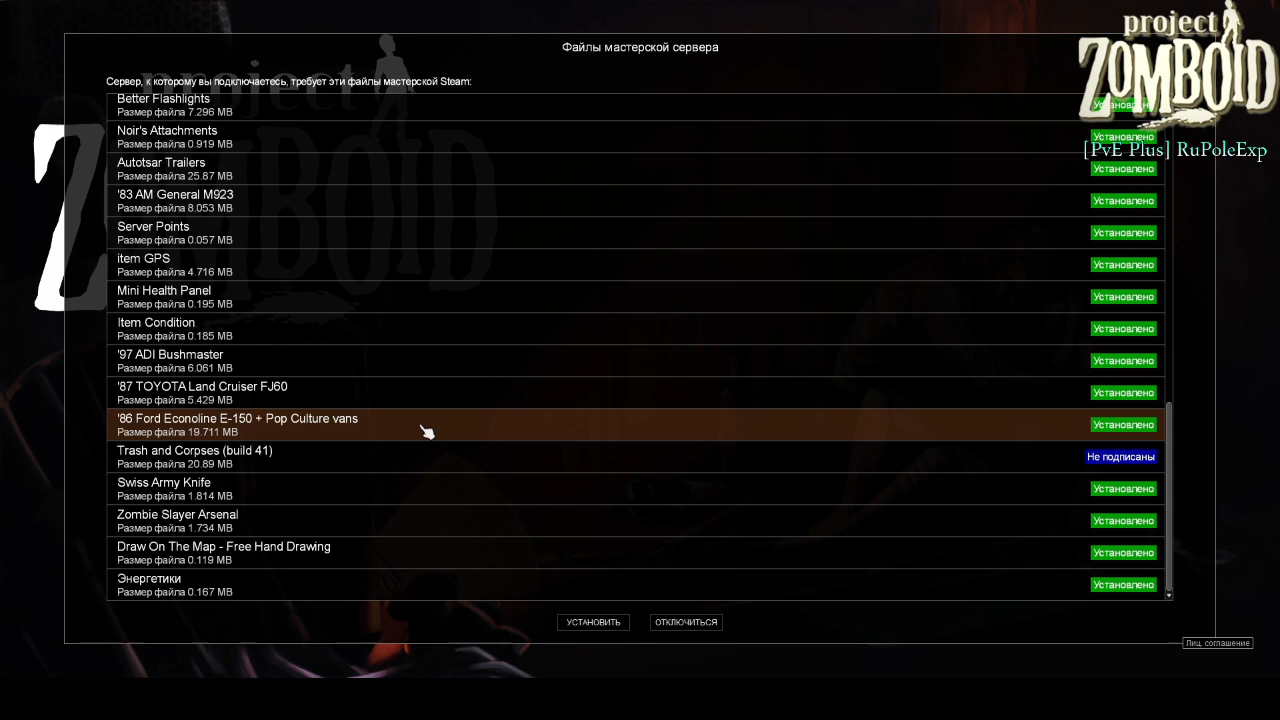 Файлы мастерской сервера
project
ZOMBOID
Сервер, к которому вы подключаетесь, требует эти файлы мастерской Steam:
project
ZOMBOID
Better Flashlights
Размер файла 7.296 MB
Установлено
Noir's Attachments
Размер файла 0.919 MB
Установлено
[PvE Plus] RuPoleExp
Autotsar Trailers
Размер файла 25.87 MB
Установлено
'83 AM General M923
Размер файла 8.053 MB
Установлено
Server Points
Размер файла 0.057 MB
Установлено
item GPS
Размер файла 4.716 MB
Установлено
Mini Health Panel
Размер файла 0.195 MB
Установлено
Item Condition
Размер файла 0.185 MB
Установлено
'97 ADI Bushmaster
Размер файла 6.061 MB
Установлено
'87 TOYOTA Land Cruiser FJ60
Размер файла 5.429 MB
Установлено
'86 Ford Econoline E-150 + Pop Culture vans
Размер файла 19.711 MB
Установлено
Trash and Corpses (build 41)
Размер файла 20.89 MB
Не подписаны
Swiss Army Knife
Размер файла 1.814 MB
Установлено
Zombie Slayer Arsenal
Размер файла 1.734 MB
Установлено
Draw On The Map - Free Hand Drawing
Размер файла 0.119 MB
Установлено
Энергетики
Размер файла 0.167 MB
Установлено
УСТАНОВИТЬ
ОТКЛЮЧИТЬСЯ
Лиц. соглашение